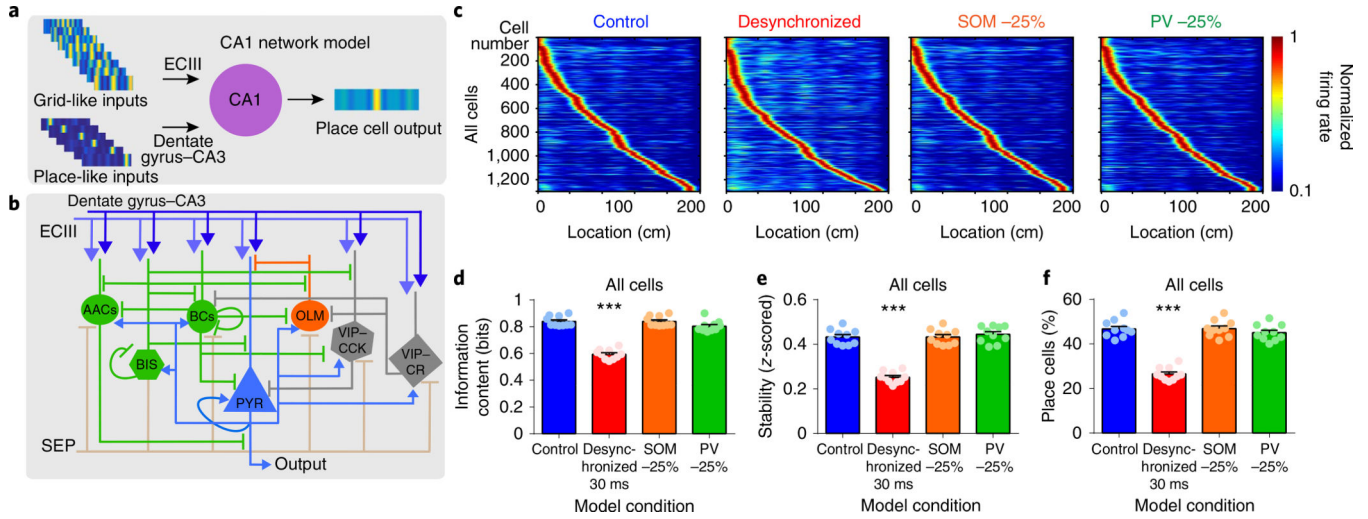 a
CA1 network model
ECIII
Grid-like inputs
CA1
Place cell output
Dentate
gyrus–CA3
Place-like inputs
b
Dentate gyrus–CA3
ECIII
AACs
BCs
OLM
VIP–
CCK
VIP–
CR
BIS
PYR
SEP
Output
c
Control
Desynchronized
SOM –25%
PV –25%
Cell
number
200
400
600
800
1,000
1,200
All cells
0
200
Location (cm)
0
200
Location (cm)
0
200
Location (cm)
0
200
Location (cm)
1
0.1
Normalized
firing rate
d
All cells
***
Information
content (bits)
1
0.8
0.6
0.4
0.2
0
Control
Desync-
hronized
30 ms
SOM
–25%
PV
–25%
Model condition
e
All cells
***
Stability (z-scored)
0.6
0.4
0.2
0
Control
Desync-
hronized
30 ms
SOM
–25%
PV
–25%
Model condition
f
All cells
***
Place cells (%)
60
40
20
0
Control
Desync-
hronized
30 ms
SOM
–25%
PV
–25%
Model condition